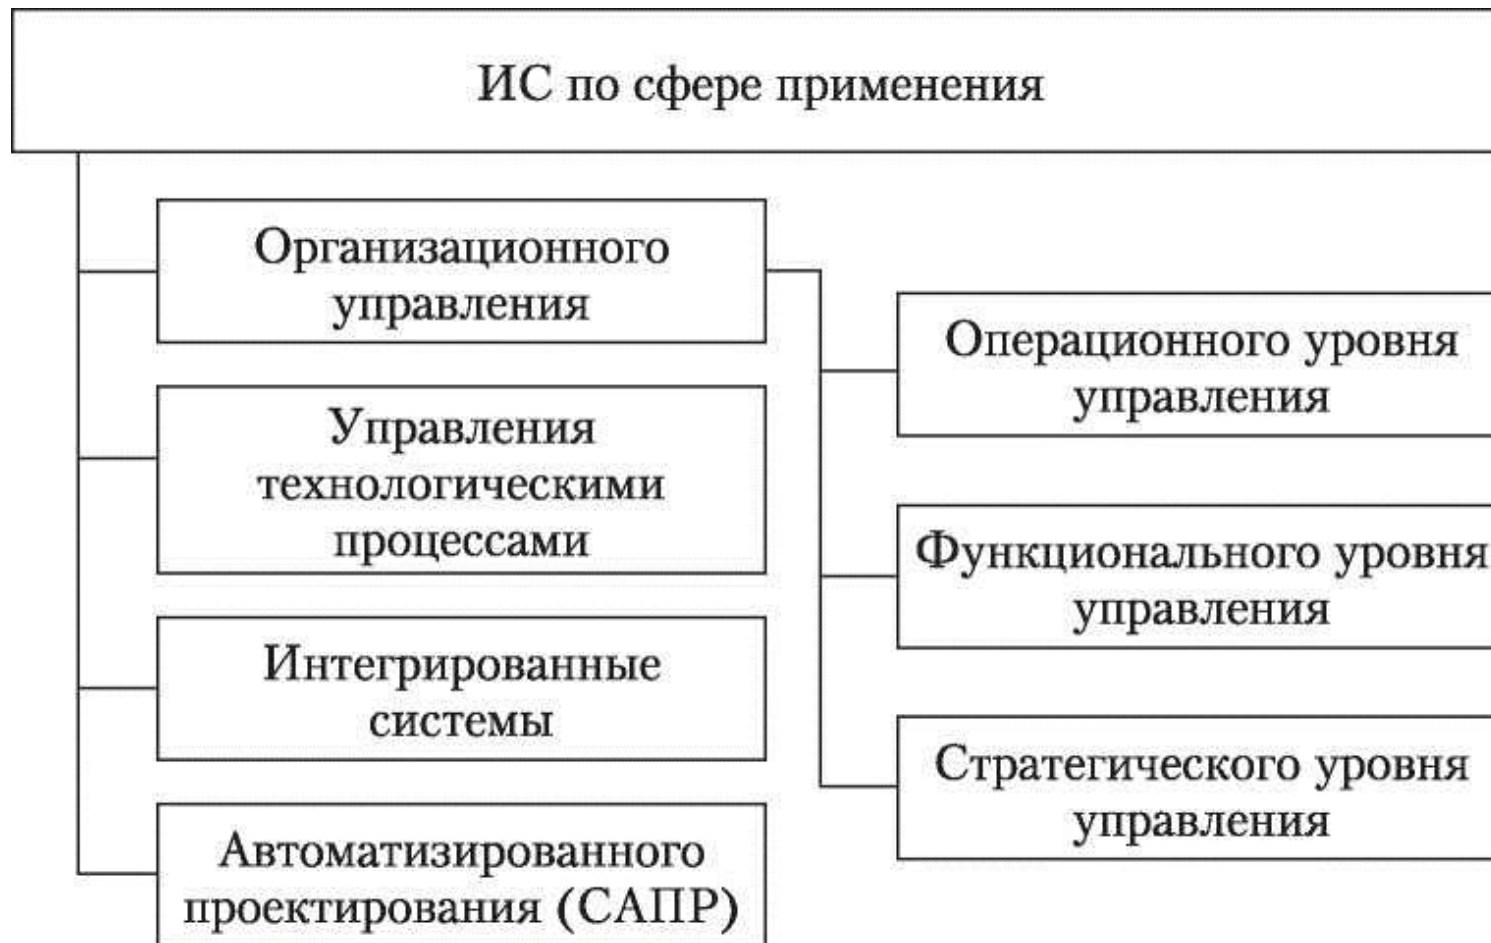 ИС по сфере применения
Организационного
управления
Управления
технологическими
процессами
Интегрированные
системы
Автоматизированного
проектирования (САПР)
Операционного уровня
управления
Функционального уровня
управления
Стратегического уровня
управления